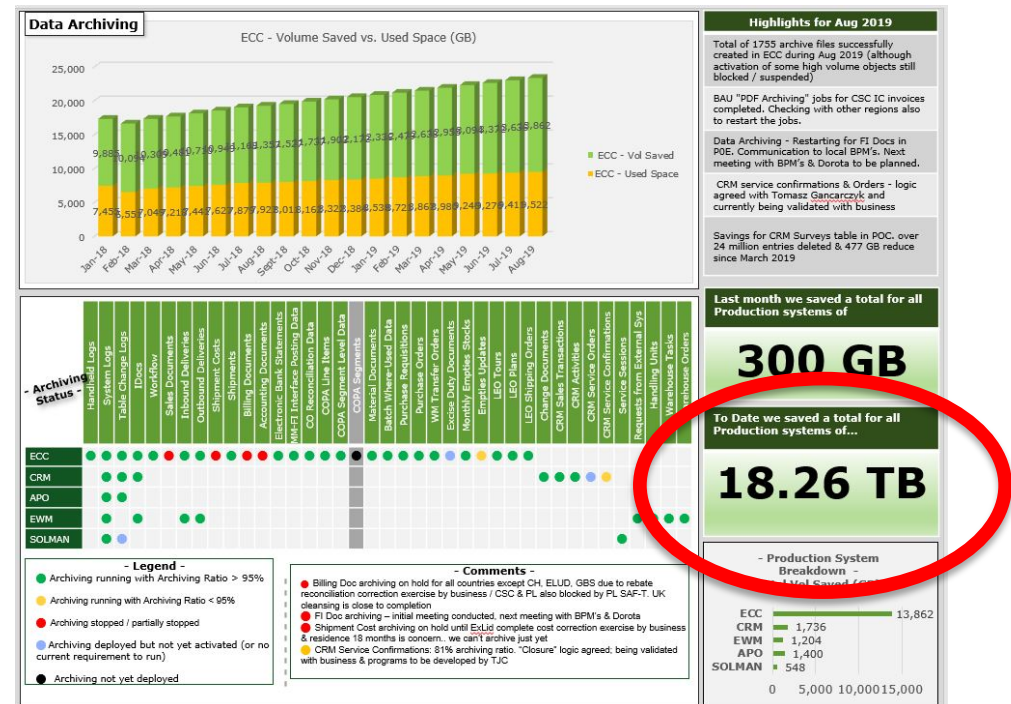 Data Archiving
ECC - Volume Saved vs. Used Space (GB)
25,000
20,000
15,000
10,000
5,000
0
ECC - Vol Saved
ECC - Used Space
Jan-18 Feb-18 Mar-18 Apr-18 May-18 Jun-18 Jul-18 Aug-18 Sept-18 Oct-18 Nov-18 Dec-18 Jan-19 Feb-19 Mar-19 Apr-19 May-19 Jun-19 Jul-19 Aug-19
Highlights for Aug 2019
Total of 1755 archive files successfully
created in ECC during Aug 2019 (although
activation of some high volume objects still
blocked / suspended)
BAU "PDF Archiving" jobs for CSC IC invoices
completed. Checking with other regions also
to restart the jobs.
Data Archiving - Restarting for FI Docs in
P0E. Communication to local BPM's. Next
meeting with BPM's & Dorota to be planned.
CRM service confirmations & Orders - logic
agreed with Tomasz Gancarczyk and
currently being validated with business
Savings for CRM Surveys table in POC. over
24 million entries deleted & 477 GB reduce
since March 2019
Last month we saved a total for all
Production systems of
300 GB
To Date we saved a total for all
Production systems of...
18.26 TB
- Archiving
Status -
Handheld Logs
System Logs
Table Change Logs
IDocs
Workflow
Sales Documents
Inbound Deliveries
Outbound Deliveries
Shipment Costs
Shipments
Billing Documents
Accounting Documents
Electronic Bank Statements
MM-FI Interface Posting Data
CO Reconciliation Data
COPA Line Items
COPA Segment Level Data
COPA Segments
Material Documents
Batch Where-Used Data
Purchase Requisitions
Purchase Orders
WM Transfer Orders
Excise Duty Documents
Monthly Empties Stocks
Empties Updates
LEO Tours
LEO Plans
LEO Shipping Orders
Change Documents
CRM Sales Transactions
CRM Activities
CRM Service Orders
CRM Service Confirmations
Service Sessions
Requests from External Sys
Handling Units
Warehouse Tasks
rehouse Orders
ECC
CRM
APO
EWM
SOLMAN
- Legend -
Archiving running with Archiving Ratio > 95%
Archiving running with Archiving Ratio < 95%
Archiving stopped / partially stopped
Archiving deployed but not yet activated (or no
current requirement to run)
Archiving not yet deployed
- Comments -
Billing Doc archiving on hold for all countries except CH, ELUD, GBS due to rebate
reconciliation correction exercise by business / CSC & PL also blocked by PL SAF-T. UK
cleansing is close to completion
FI Doc archiving – initial meeting conducted, next meeting with BPM's & Dorota
Shipment Cost archiving on hold until ExLid complete cost correction exercise by business
& residence 18 months is concern.. we can't archive just yet
CRM Service Confirmations: 81% archiving ratio. "Closure" logic agreed; being validated
with business & programs to be developed by TJC
- Production System
Breakdown -
Vol Saved
ECC 13,862
CRM 1,736
EWM 1,204
APO 1,400
SOLMAN 548
0 5,000 10,000 15,000